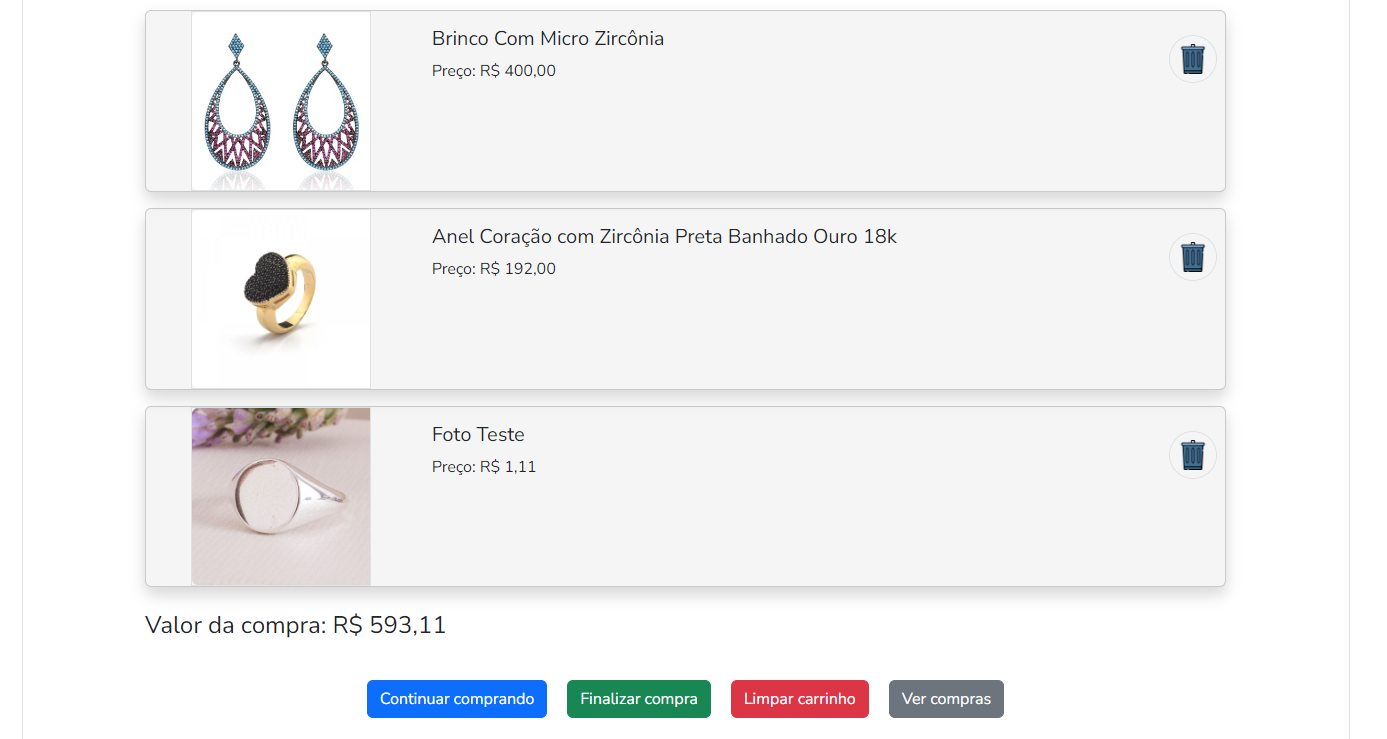 Brinco Com Micro Zircônia
Preço: R$ 400,00
Anel Coração com Zircônia Preta Banhado Ouro 18k
Preço: R$ 192,00
Foto Teste
Preço: R$ 1,11
Valor da compra: R$ 593,11
Continuar comprando
Finalizar compra
Limpar carrinho
Ver compras